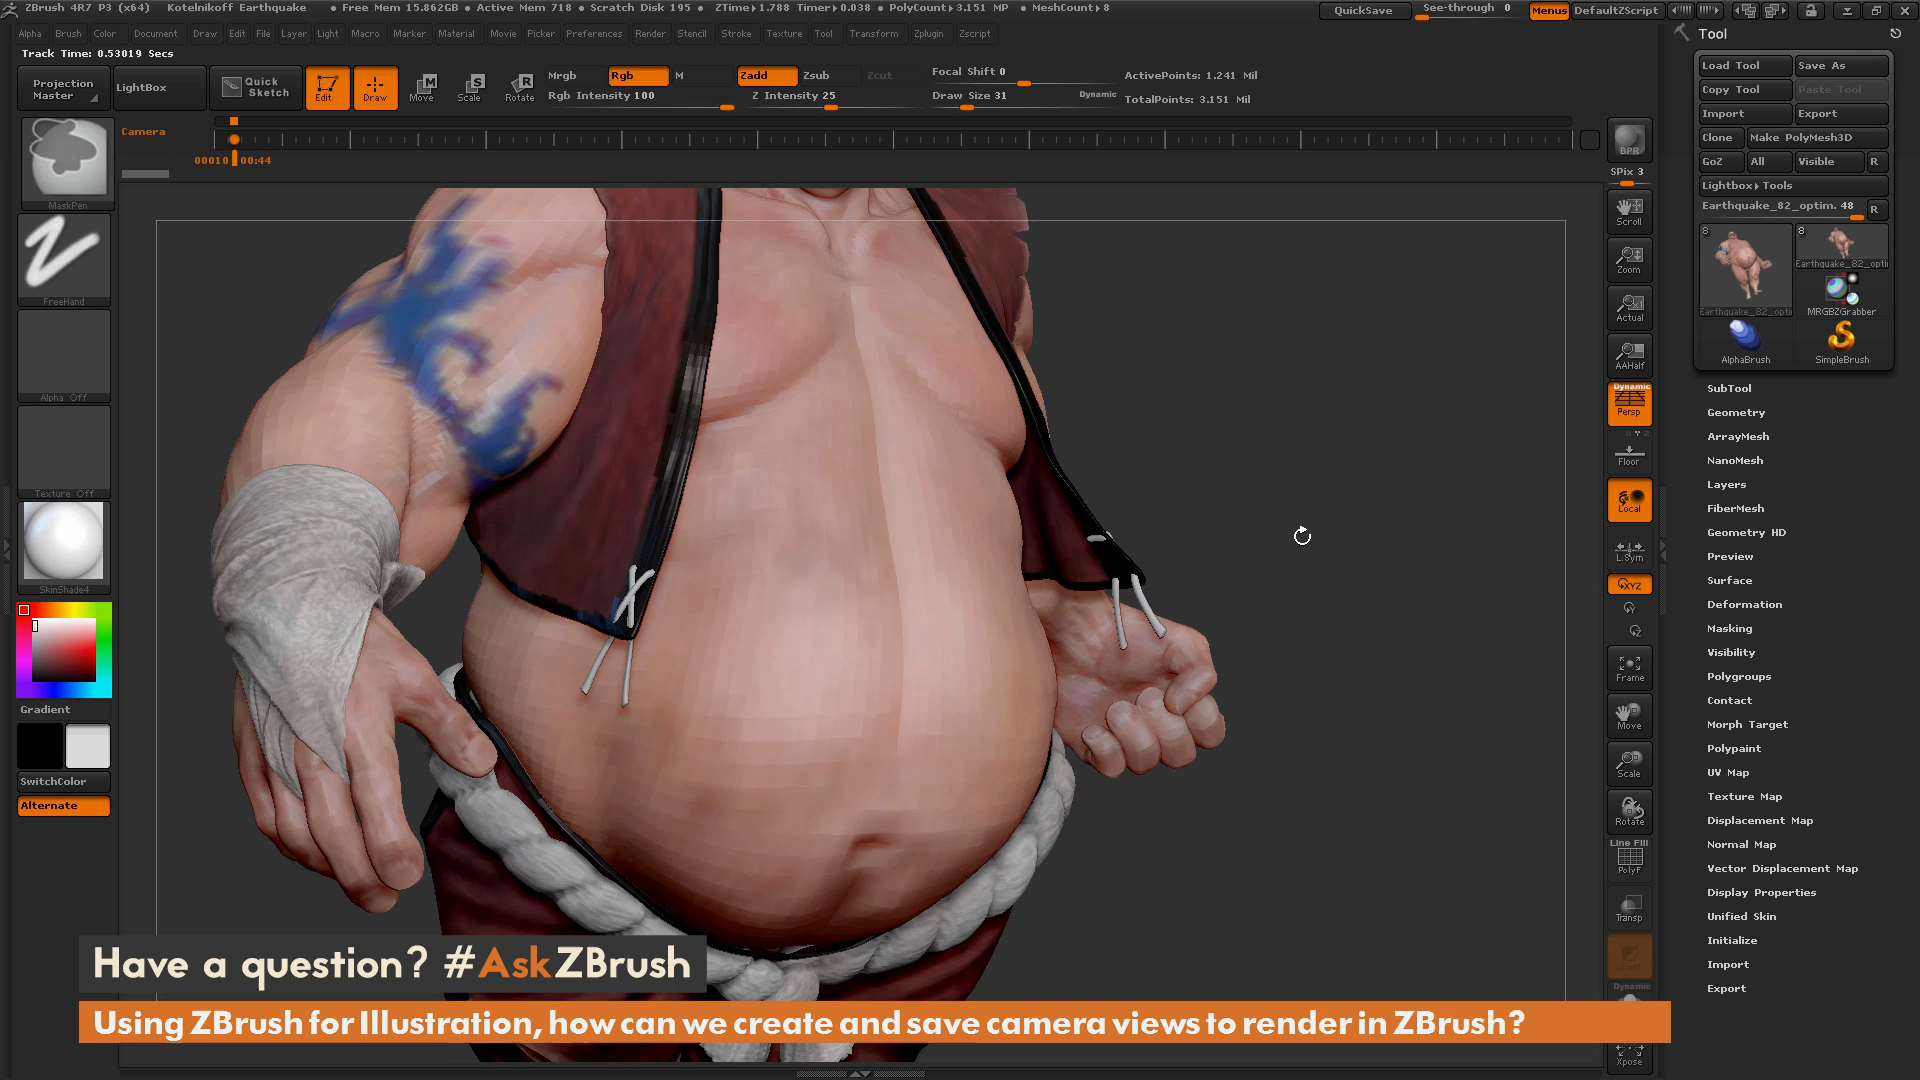 ZBrush 4R7 P3 (x64) Kotelnikoff Earthquake • Free Mem 15.862GB • Active Mem 718 • Scratch Disk 195 • ZTime▸1.788 Timer▸0.038 • PolyCount▸3.151 MP • MeshCount▸8 QuickSave See-through 0 Menus DefaultZScript
Alpha Brush Color Document Draw Edit File Layer Light Macro Marker Material Movie Picker Preferences Render Stencil Stroke Texture Tool Transform Zplugin Zscript
Track Time: 0.53019 Secs
Projection Master
LightBox
Quick Sketch
Edit
Draw
Move
Scale
Rotate
Mrgb Rgb M
Rgb Intensity 100
Zadd Zsub Zcut
Z Intensity 25
Focal Shift 0
Draw Size 31 Dynamic
ActivePoints: 1.241 Mil
TotalPoints: 3.151 Mil
Camera
00010 00:44
MaskPen
FreeHand
Alpha Off
Texture Off
SkinShade4
Gradient
SwitchColor
Alternate
BPR
SPix 3
Scroll
Zoom
Actual
AAHalf
Dynamic
Persp
Floor
Local
L.Sym
XYZ
Frame
Move
Scale
Rotate
Line Fill
PolyF
Transp
Dynamic
Xpose
Tool
Load Tool Save As
Copy Tool Paste Tool
Import Export
Clone Make PolyMesh3D
GoZ All Visible R
Lightbox▸Tools
Earthquake_82_optim. 48 R
8 8
Earthquake_82_opti
Earthquake_82_opti
MRGBZGrabber
AlphaBrush
SimpleBrush
SubTool
Geometry
ArrayMesh
NanoMesh
Layers
FiberMesh
Geometry HD
Preview
Surface
Deformation
Masking
Visibility
Polygroups
Contact
Morph Target
Polypaint
UV Map
Texture Map
Displacement Map
Normal Map
Vector Displacement Map
Display Properties
Unified Skin
Initialize
Import
Export
Have a question? #AskZBrush
Using ZBrush for Illustration, how can we create and save camera views to render in ZBrush?